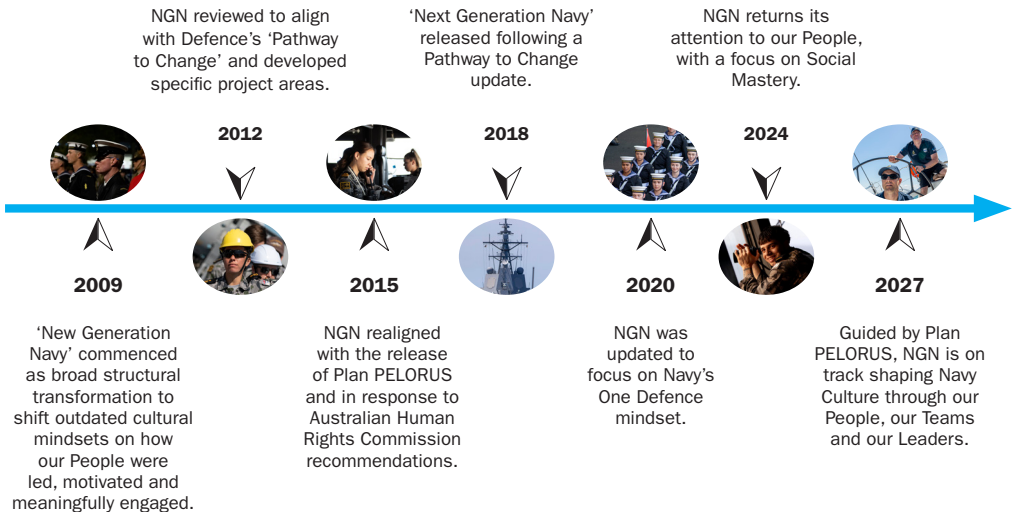 NGN reviewed to align
with Defence's ‘Pathway
to Change’ and developed
specific project areas.
‘Next Generation Navy’
released following a
Pathway to Change
update.
NGN returns its
attention to our People,
with a focus on Social
Mastery.
2012
2018
2024
2009
2015
2020
2027
‘New Generation
Navy’ commenced
as broad structural
transformation to
shift outdated cultural
mindsets on how
our People were
led, motivated and
meaningfully engaged.
NGN realigned
with the release
of Plan PELORUS
and in response to
Australian Human
Rights Commission
recommendations.
NGN was
updated to
focus on Navy’s
One Defence
mindset.
Guided by Plan
PELORUS, NGN is on
track shaping Navy
Culture through our
People, our Teams
and our Leaders.